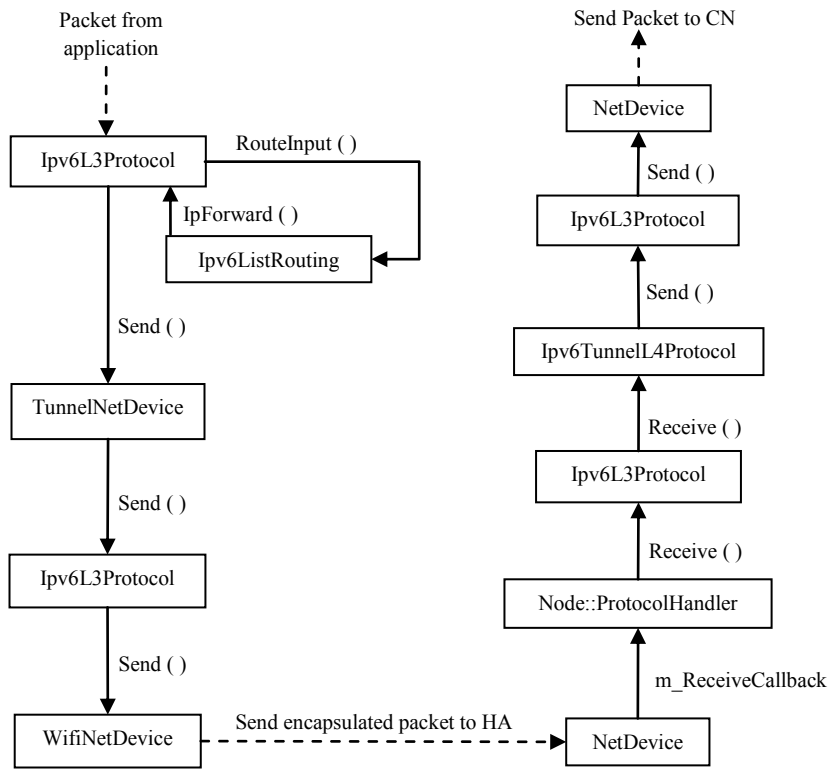 Packet from
application
Ipv6L3Protocol
RouteInput ( )
IpForward ( )
Ipv6ListRouting
Send ( )
TunnelNetDevice
Send ( )
Ipv6L3Protocol
Send ( )
WifiNetDevice
Send encapsulated packet to HA
NetDevice
m_ReceiveCallback
Node::ProtocolHandler
Receive ( )
Ipv6L3Protocol
Receive ( )
Ipv6TunnelL4Protocol
Send ( )
Ipv6L3Protocol
Send ( )
NetDevice
Send Packet to CN